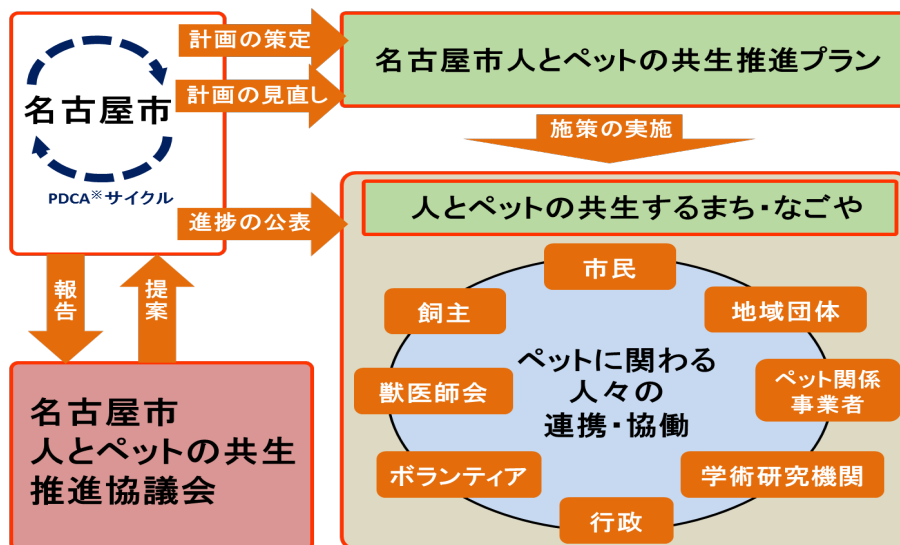 名古屋市
PDCA※サイクル
計画の策定
計画の見直し
進捗の公表
名古屋市人とペットの共生推進プラン
施策の実施
報告
提案
名古屋市
人とペットの共生
推進協議会
人とペットの共生するまち・なごや
市民
飼主
地域団体
獣医師会
ペットに関わる
人々の
連携・協働
ペット関係
事業者
ボランティア
学術研究機関
行政